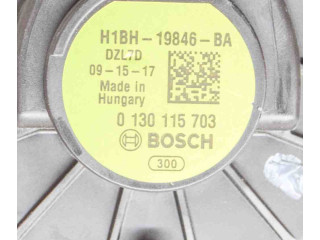 H1BH-19846-BA
DZL7D
09-15-17
Made in
Hungary
0 130 115 703
BOSCH
300